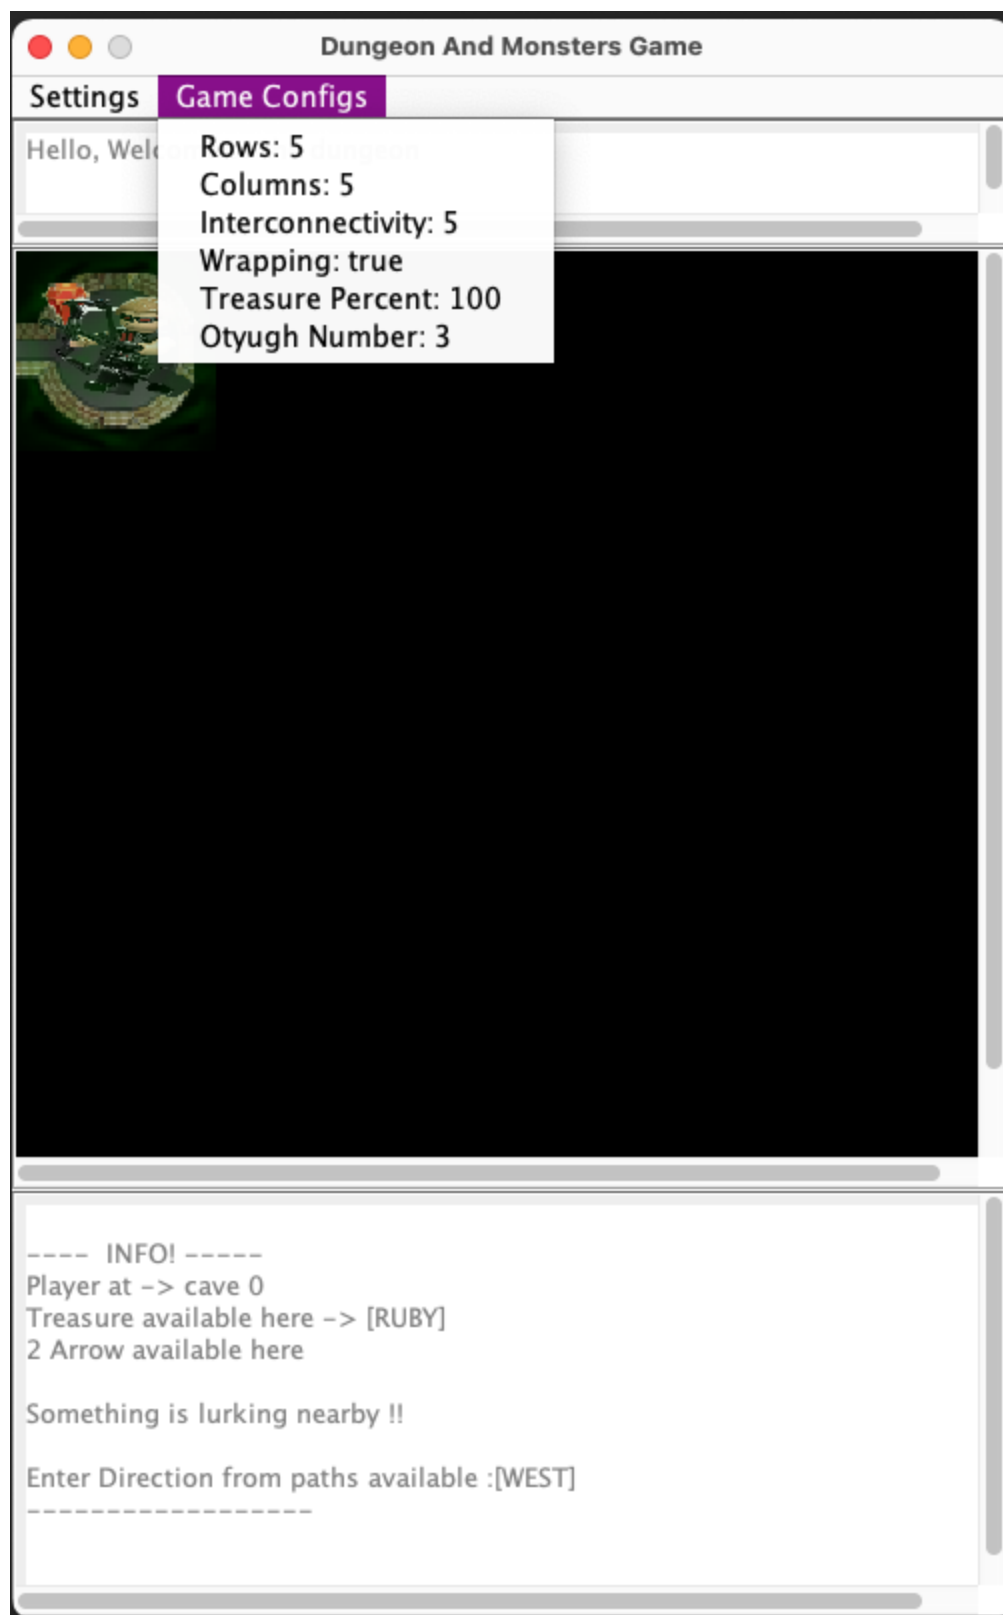 Dungeon And Monsters Game
Settings Game Configs
Hello, Welc dungeon
Rows: 5
Columns: 5
Interconnectivity: 5
Wrapping: true
Treasure Percent: 100
Otyugh Number: 3
---- INFO! -----
Player at -> cave 0
Treasure available here -> [RUBY]
2 Arrow available here
Something is lurking nearby !!
Enter Direction from paths available :[WEST]
------------------